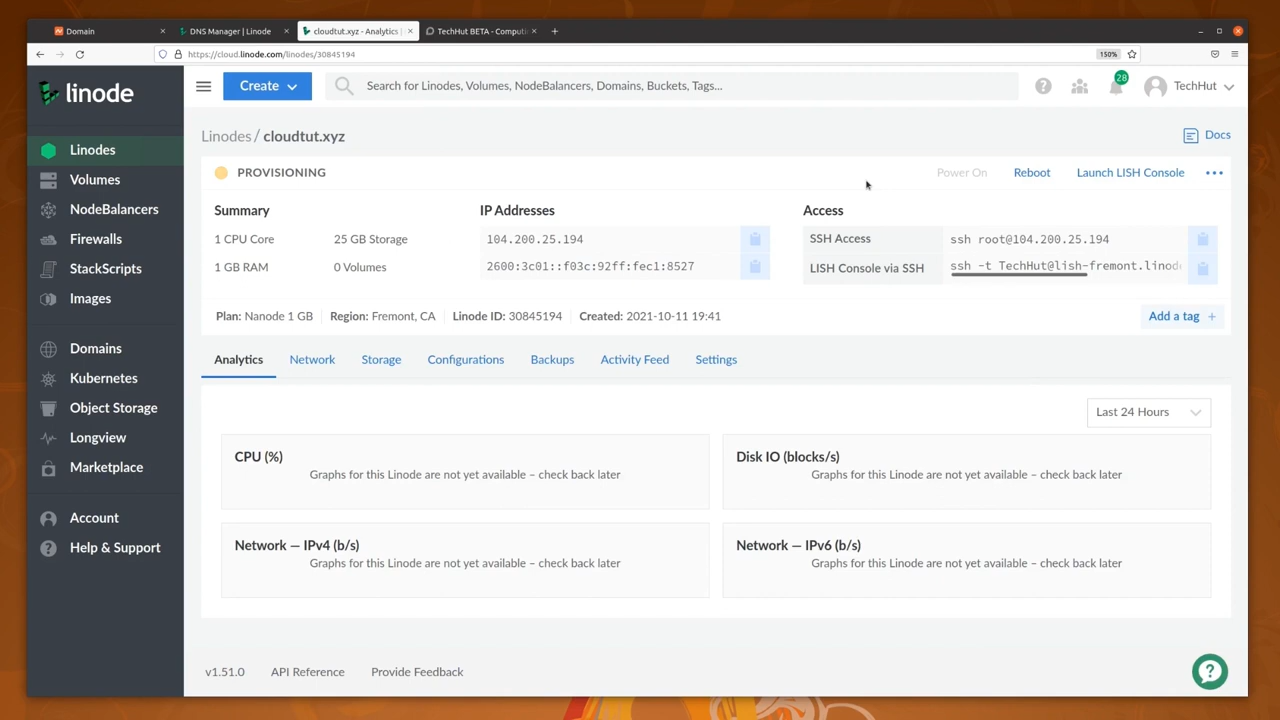 Domain
DNS Manager | Linode
cloudtut.xyz - Analytics |
TechHut BETA - Computi
https://cloud.linode.com/linodes/30845194
150%
linode
Create
Search for Linodes, Volumes, NodeBalancers, Domains, Buckets, Tags...
28
TechHut
Linodes
Volumes
NodeBalancers
Firewalls
StackScripts
Images
Domains
Kubernetes
Object Storage
Longview
Marketplace
Account
Help & Support
Linodes / cloudtut.xyz
Docs
PROVISIONING
Power On
Reboot
Launch LISH Console
Summary
IP Addresses
Access
1 CPU Core
25 GB Storage
104.200.25.194
SSH Access
ssh root@104.200.25.194
1 GB RAM
0 Volumes
2600:3c01::f03c:92ff:fec1:8527
LISH Console via SSH
ssh -t TechHut@lish-fremont.linode
Plan: Nanode 1 GB
Region: Fremont, CA
Linode ID: 30845194
Created: 2021-10-11 19:41
Add a tag +
Analytics
Network
Storage
Configurations
Backups
Activity Feed
Settings
Last 24 Hours
CPU (%)
Graphs for this Linode are not yet available – check back later
Disk IO (blocks/s)
Graphs for this Linode are not yet available – check back later
Network — IPv4 (b/s)
Graphs for this Linode are not yet available – check back later
Network — IPv6 (b/s)
Graphs for this Linode are not yet available – check back later
v1.51.0
API Reference
Provide Feedback